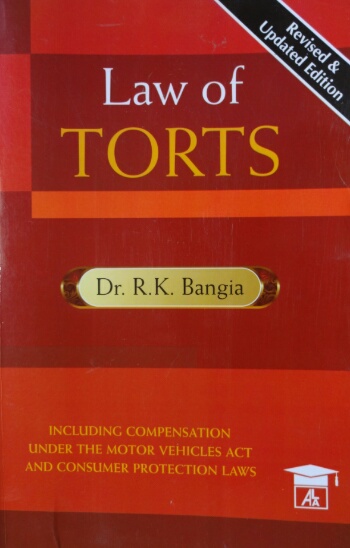 Revised &
Updated Edition
Law of
TORTS
Dr. R.K. Bangia
INCLUDING COMPENSATION
UNDER THE MOTOR VEHICLES ACT
AND CONSUMER PROTECTION LAWS
ALA